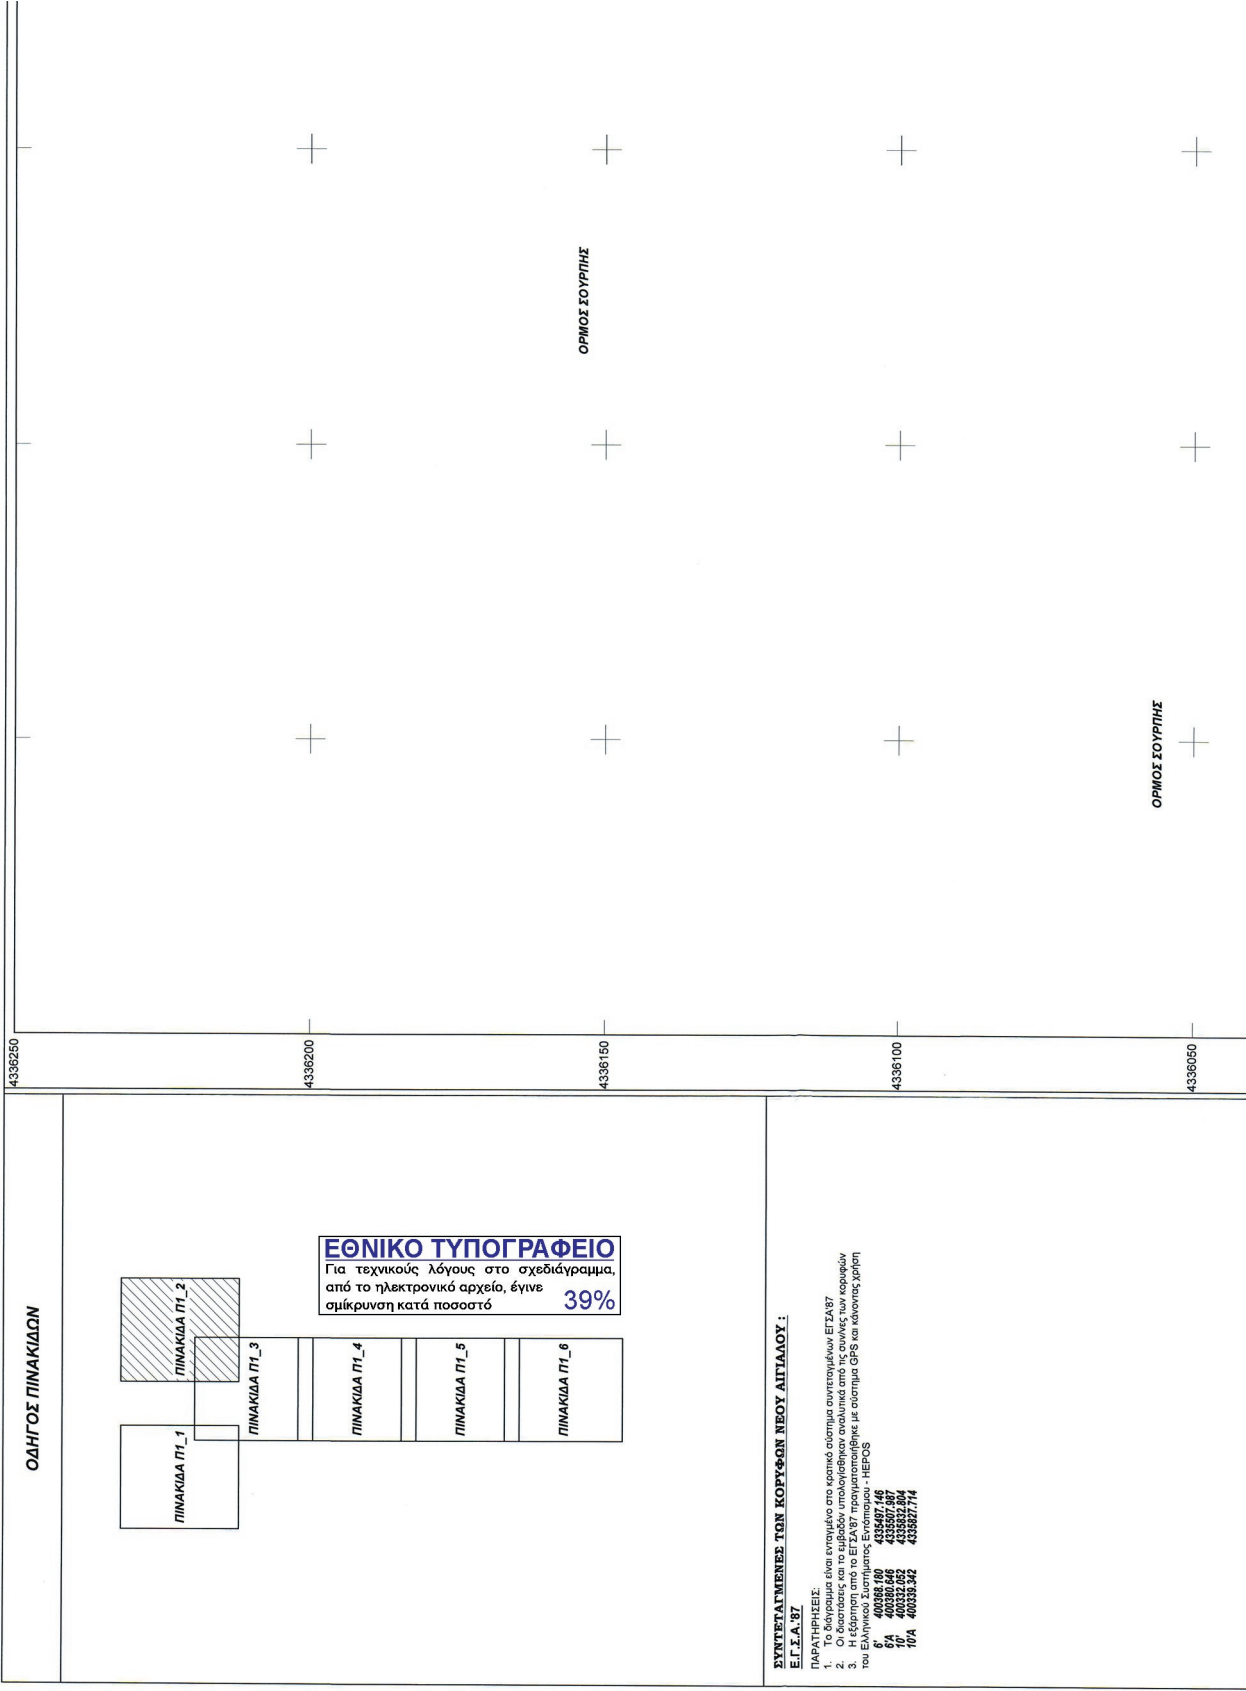 ΟΔΗΓΟΣ ΠΙΝΑΚΙΔΩΝ
ΠΙΝΑΚΙΔΑ Π1_1
ΠΙΝΑΚΙΔΑ Π1_2
ΠΙΝΑΚΙΔΑ Π1_3
ΠΙΝΑΚΙΔΑ Π1_4
ΠΙΝΑΚΙΔΑ Π1_5
ΠΙΝΑΚΙΔΑ Π1_6
ΕΘΝΙΚΟ ΤΥΠΟΓΡΑΦΕΙΟ
Για τεχνικούς λόγους στο σχεδιάγραμμα,
από το ηλεκτρονικό αρχείο, έγινε
σμίκρυνση κατά ποσοστό 39%
ΣΥΝΤΕΤΑΓΜΕΝΕΣ ΤΩΝ ΚΟΡΥΦΩΝ ΝΕΟΥ ΑΙΓΙΑΛΟΥ :
Ε.Γ.Σ.Α.'87
ΠΑΡΑΤΗΡΗΣΕΙΣ:
1. Το διάγραμμα είναι ενταγμένο στο κρατικό σύστημα συντεταγμένων ΕΓΣΑ'87
2. Οι διαστάσεις και το εμβαδόν υπολογίσθηκαν αναλυτικά από τις συν/νες των κορυφών
3. Η εξάρτηση από το ΕΓΣΑ'87 πραγματοποιήθηκε με σύστημα GPS και κάνοντας χρήση
του Ελληνικού Συστήματος Εντοπισμου - HEPOS
6' 400368.180 4335497.146
6'Α 400380.646 4335507.987
10' 400332.052 4335832.804
10'Α 400339.342 4335827.714
4336250
4336200
4336150
4336100
4336050
ΟΡΜΟΣ ΣΟΥΡΠΗΣ
ΟΡΜΟΣ ΣΟΥΡΠΗΣ